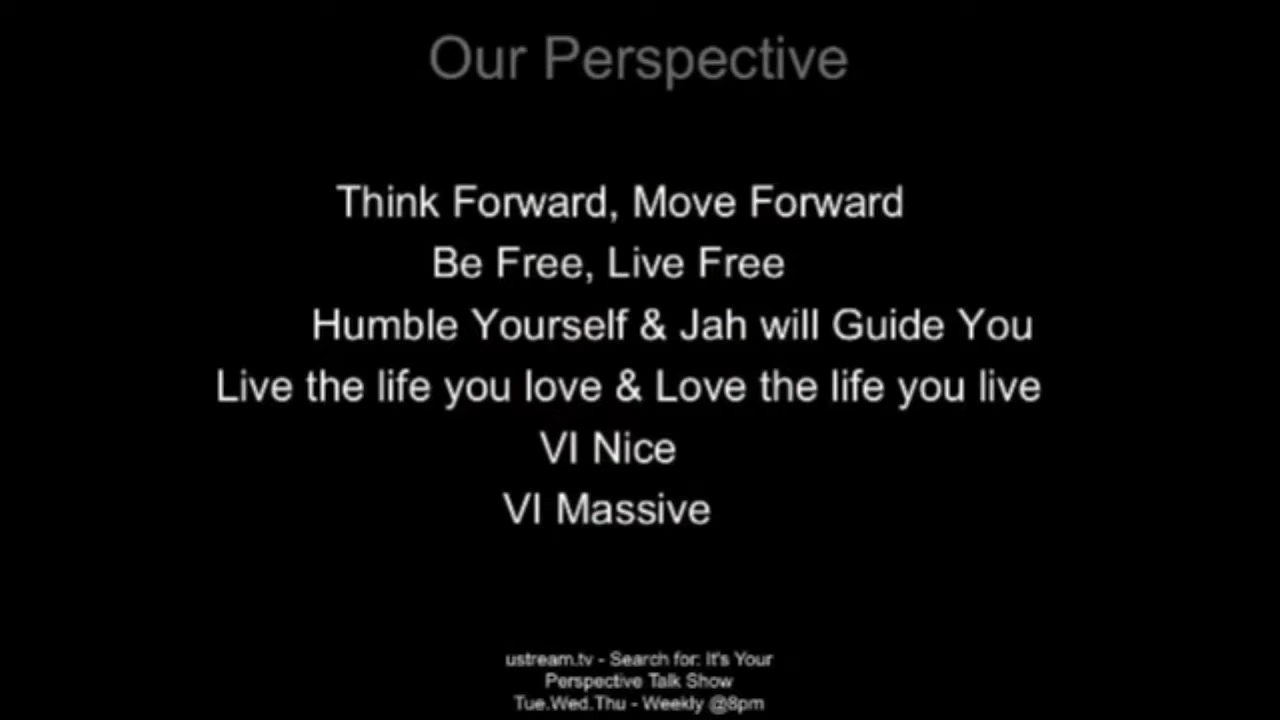 Our Perspective
Think Forward, Move Forward
Be Free, Live Free
Humble Yourself & Jah will Guide You
Live the life you love & Love the life you live
VI Nice
VI Massive
ustream.tv - Search for: It's Your
Perspective Talk Show
Tue.Wed.Thu - Weekly @8pm